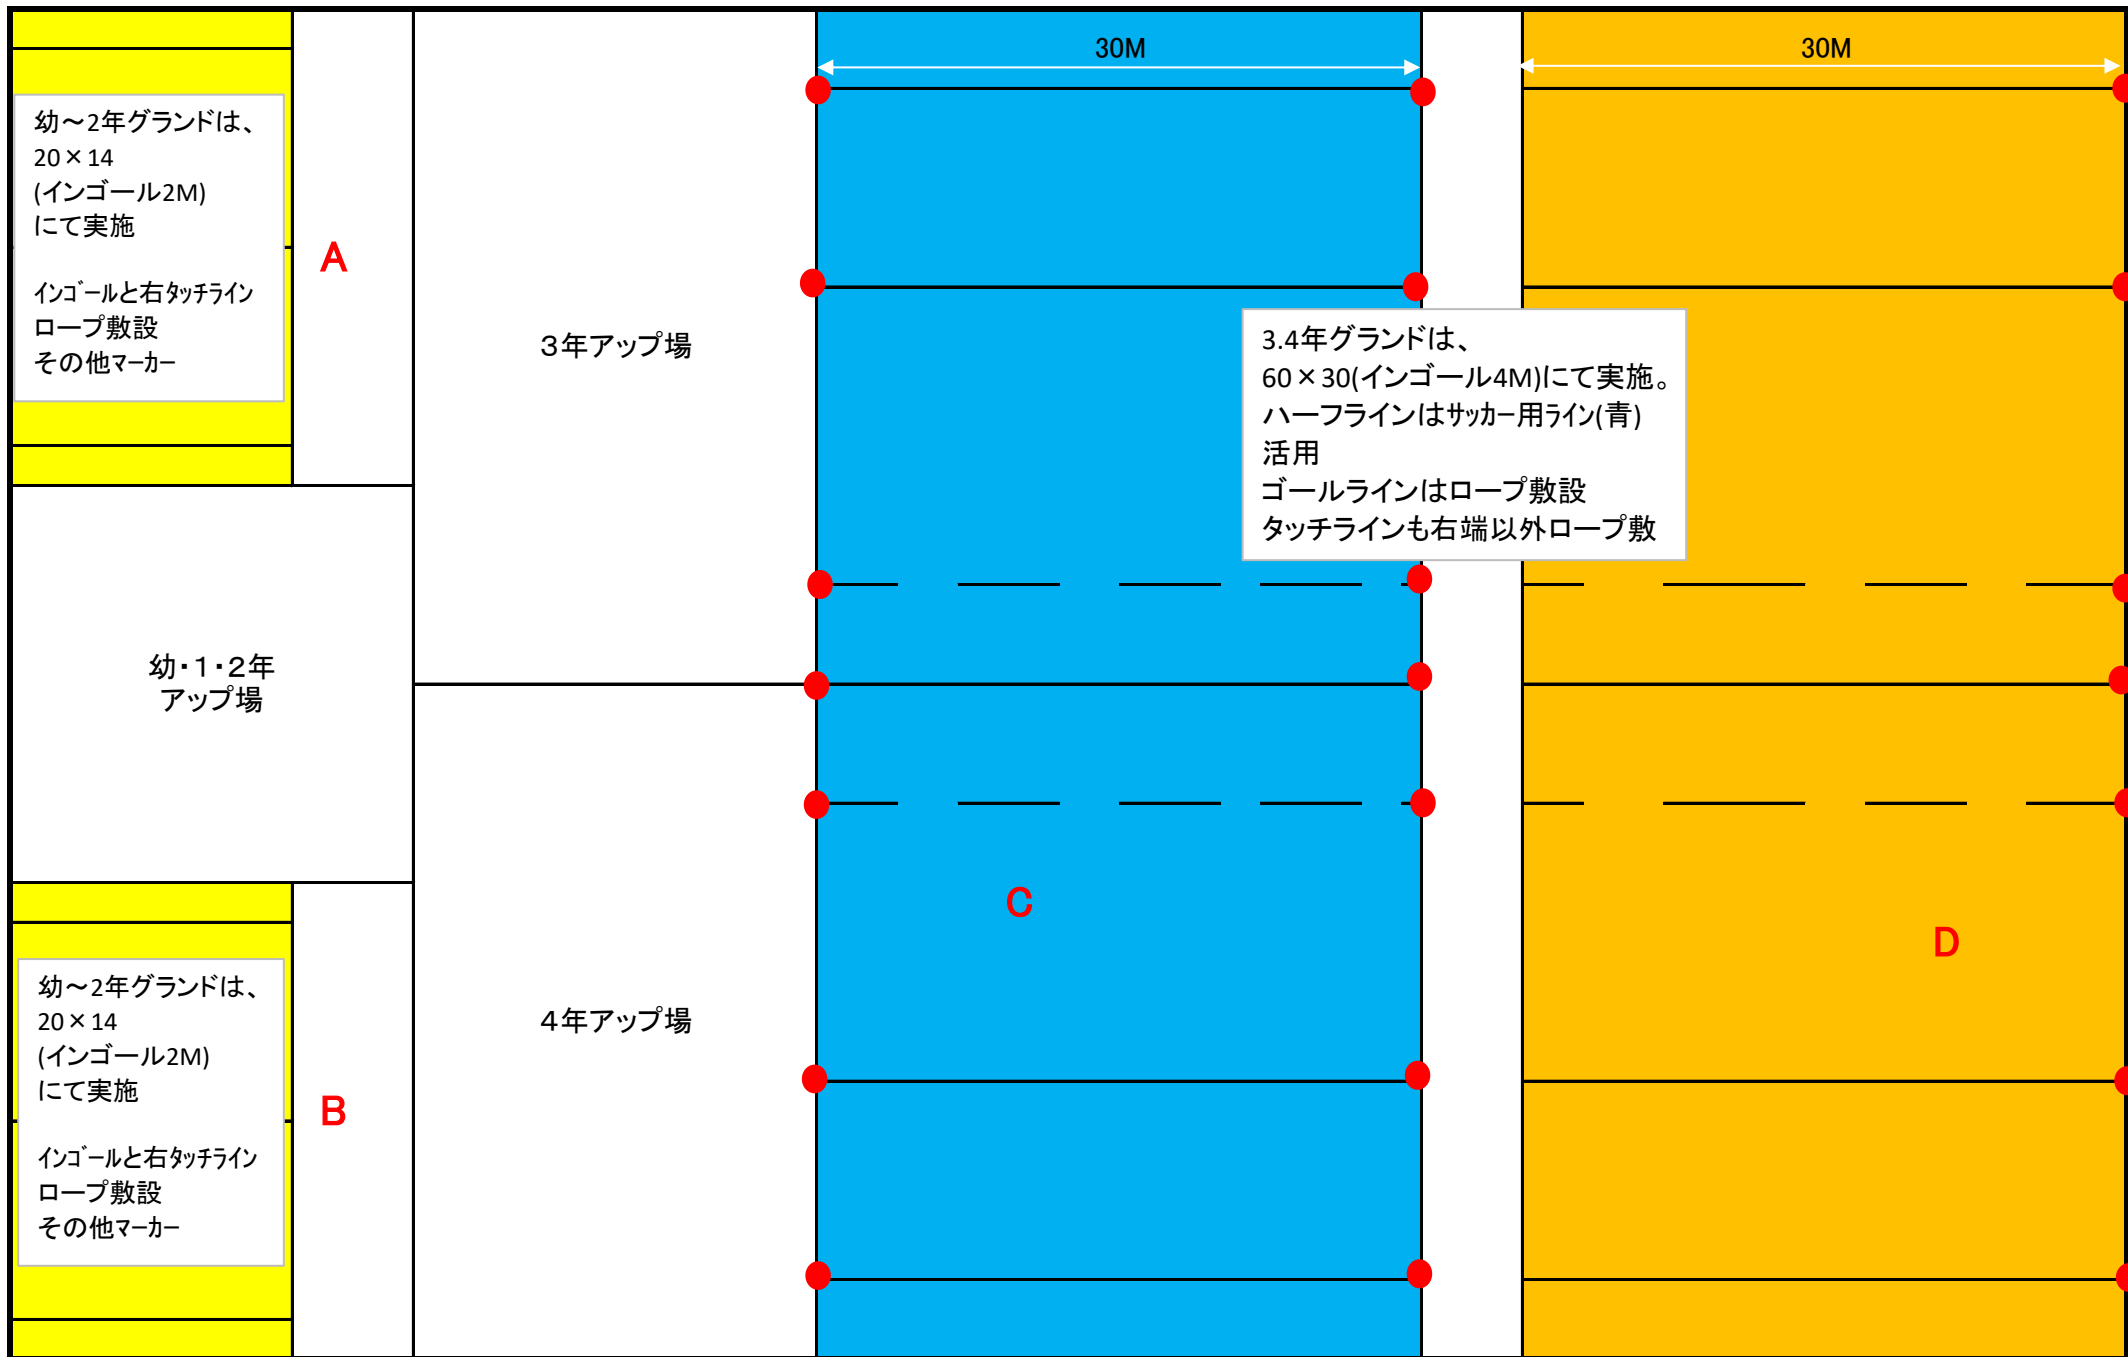 30M
30M
幼～2年グランドは、
20×14
(インゴール2M)
にて実施
インゴールと右タッチライン
ロープ敷設
その他マーカー
A
3年アップ場
3.4年グランドは、
60×30(インゴール4M)にて実施。
ハーフラインはサッカー用ライン(青)
活用
ゴールラインはロープ敷設
タッチラインも右端以外ロープ敷
幼・1・2年
アップ場
C
D
幼～2年グランドは、
20×14
(インゴール2M)
にて実施
インゴールと右タッチライン
ロープ敷設
その他マーカー
B
4年アップ場